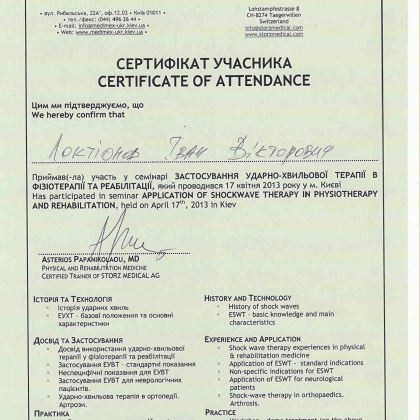 • вул. Рибальська, 22А', оф.12.03 • Київ 01011 •
• тел./факс: (044) 496 26 44 •
• E-mail: info@medimex-ukr.kiev.ua •
• Web: www.medimex-ukr.kiev.ua •
Lohstampfestrasse 8
CH-8274 Taegerwilen
Switzerland
info@storzmedical.com
www.storzmedical.com
СЕРТИФІКАТ УЧАСНИКА
CERTIFICATE OF ATTENDANCE
Цим ми підтверджуємо, що
We hereby confirm that
Локтіонов Іван Вікторович
Приймав(-ла) участь у семінарі ЗАСТОСУВАННЯ УДАРНО-ХВИЛЬОВОЇ ТЕРАПІЇ В
ФІЗІОТЕРАПІЇ ТА РЕАБІЛІТАЦІЇ, який проводився 17 квітня 2013 року у м. Києві
Has participated in seminar APPLICATION OF SHOCKWAVE THERAPY IN PHYSIOTHERAPY
AND REHABILITATION, held on April 17th, 2013 in Kiev
ASTERIOS PAPANIKOLAOU, MD
PHYSICAL AND REHABILITATION MEDICINE
CERTIFIED TRAINER OF STORZ MEDICAL AG
ІСТОРІЯ ТА ТЕХНОЛОГІЯ
Історія ударних хвиль
ЕУХТ – базові положення та основні
характеристики
ДОСВІД ТА ЗАСТОСУВАННЯ
Досвід використання ударно-хвильової
терапії у фізіотерапії та реабілітації
Застосування ЕУВТ – стандартні показання
Неспецифічні показання для ЕУВТ
Застосування ЕУВТ для неврологічних
пацієнтів.
Ударно-хвильова терапія в ортопедії.
Артрози.
ПРАКТИКА
HISTORY AND TECHNOLOGY
History of shock waves
ESWT – basic knowledge and main
characteristics
EXPERIENCE AND APPLICATION
Shock wave therapy experiences in physical
& rehabilitation medicine
Application of ESWT - standard indications
Non-specific indications for ESWT
Application of ESWT for neurological
patients
Shock-wave therapy in orthopaedics.
Arthrosis.
PRACTICE